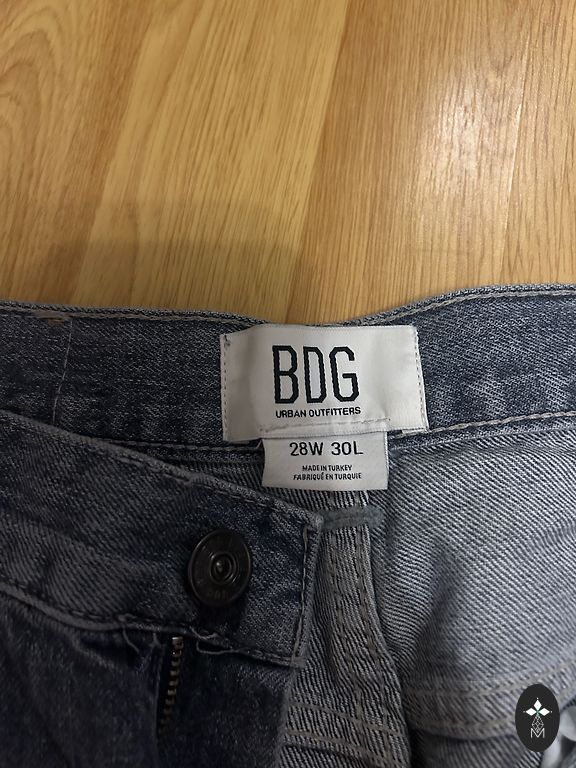 BDG
URBAN OUTFITTERS
28W 30L
MADE IN TURKEY
FABRIQUÉ EN TURQUIE